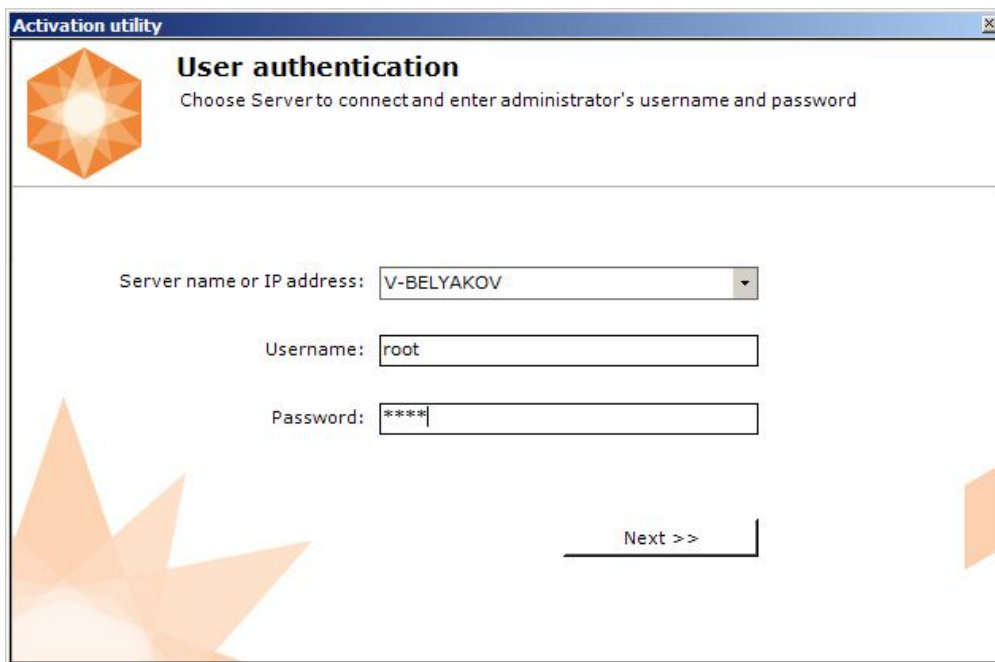 Activation utility
User authentication
Choose Server to connect and enter administrator's username and password
Server name or IP address: V-BELYAKOV
Username: root
Password: ****
Next >>